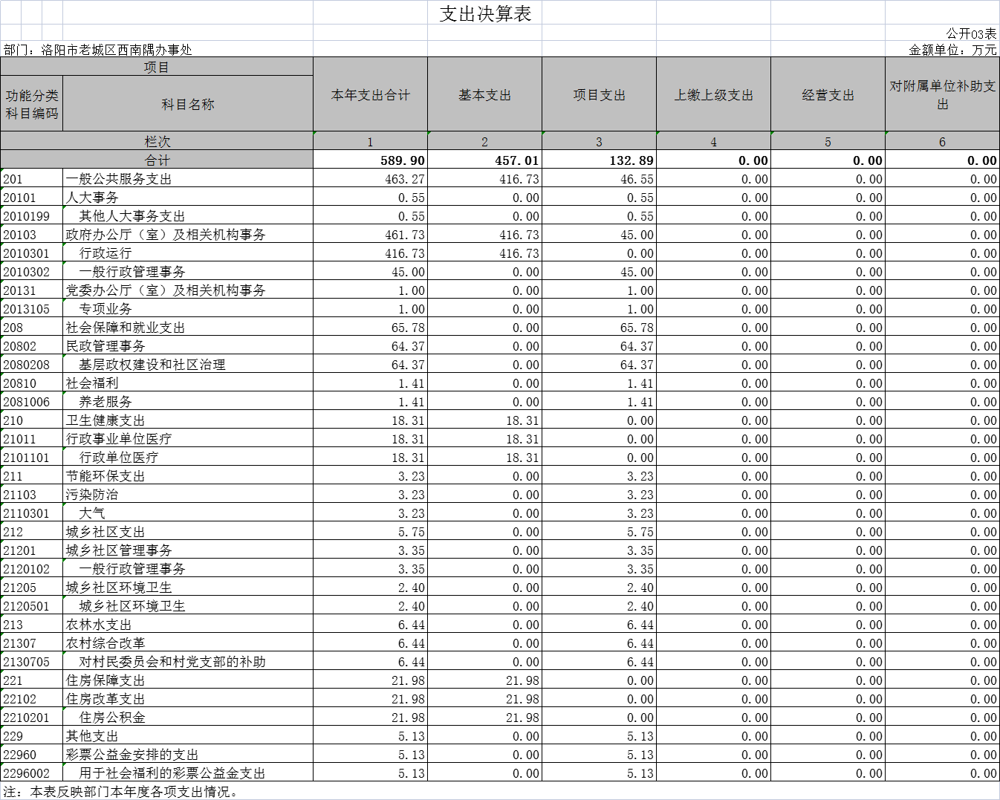 支出决算表
公开03表
部门：洛阳市老城区西南隅办事处 金额单位：万元
项目 本年支出合计 基本支出 项目支出 上缴上级支出 经营支出 对附属单位补助支出
功能分类科目编码 科目名称
栏次 1 2 3 4 5 6
合计 589.90 457.01 132.89 0.00 0.00 0.00
201 一般公共服务支出 463.27 416.73 46.55 0.00 0.00 0.00
20101 人大事务 0.55 0.00 0.55 0.00 0.00 0.00
2010199 其他人大事务支出 0.55 0.00 0.55 0.00 0.00 0.00
20103 政府办公厅（室）及相关机构事务 461.73 416.73 45.00 0.00 0.00 0.00
2010301 行政运行 416.73 416.73 0.00 0.00 0.00 0.00
2010302 一般行政管理事务 45.00 0.00 45.00 0.00 0.00 0.00
20131 党委办公厅（室）及相关机构事务 1.00 0.00 1.00 0.00 0.00 0.00
2013105 专项业务 1.00 0.00 1.00 0.00 0.00 0.00
208 社会保障和就业支出 65.78 0.00 65.78 0.00 0.00 0.00
20802 民政管理事务 64.37 0.00 64.37 0.00 0.00 0.00
2080208 基层政权建设和社区治理 64.37 0.00 64.37 0.00 0.00 0.00
20810 社会福利 1.41 0.00 1.41 0.00 0.00 0.00
2081006 养老服务 1.41 0.00 1.41 0.00 0.00 0.00
210 卫生健康支出 18.31 18.31 0.00 0.00 0.00 0.00
21011 行政事业单位医疗 18.31 18.31 0.00 0.00 0.00 0.00
2101101 行政单位医疗 18.31 18.31 0.00 0.00 0.00 0.00
211 节能环保支出 3.23 0.00 3.23 0.00 0.00 0.00
21103 污染防治 3.23 0.00 3.23 0.00 0.00 0.00
2110301 大气 3.23 0.00 3.23 0.00 0.00 0.00
212 城乡社区支出 5.75 0.00 5.75 0.00 0.00 0.00
21201 城乡社区管理事务 3.35 0.00 3.35 0.00 0.00 0.00
2120102 一般行政管理事务 3.35 0.00 3.35 0.00 0.00 0.00
21205 城乡社区环境卫生 2.40 0.00 2.40 0.00 0.00 0.00
2120501 城乡社区环境卫生 2.40 0.00 2.40 0.00 0.00 0.00
213 农林水支出 6.44 0.00 6.44 0.00 0.00 0.00
21307 农村综合改革 6.44 0.00 6.44 0.00 0.00 0.00
2130705 对村民委员会和村党支部的补助 6.44 0.00 6.44 0.00 0.00 0.00
221 住房保障支出 21.98 21.98 0.00 0.00 0.00 0.00
22102 住房改革支出 21.98 21.98 0.00 0.00 0.00 0.00
2210201 住房公积金 21.98 21.98 0.00 0.00 0.00 0.00
229 其他支出 5.13 0.00 5.13 0.00 0.00 0.00
22960 彩票公益金安排的支出 5.13 0.00 5.13 0.00 0.00 0.00
2296002 用于社会福利的彩票公益金支出 5.13 0.00 5.13 0.00 0.00 0.00
注：本表反映部门本年度各项支出情况。